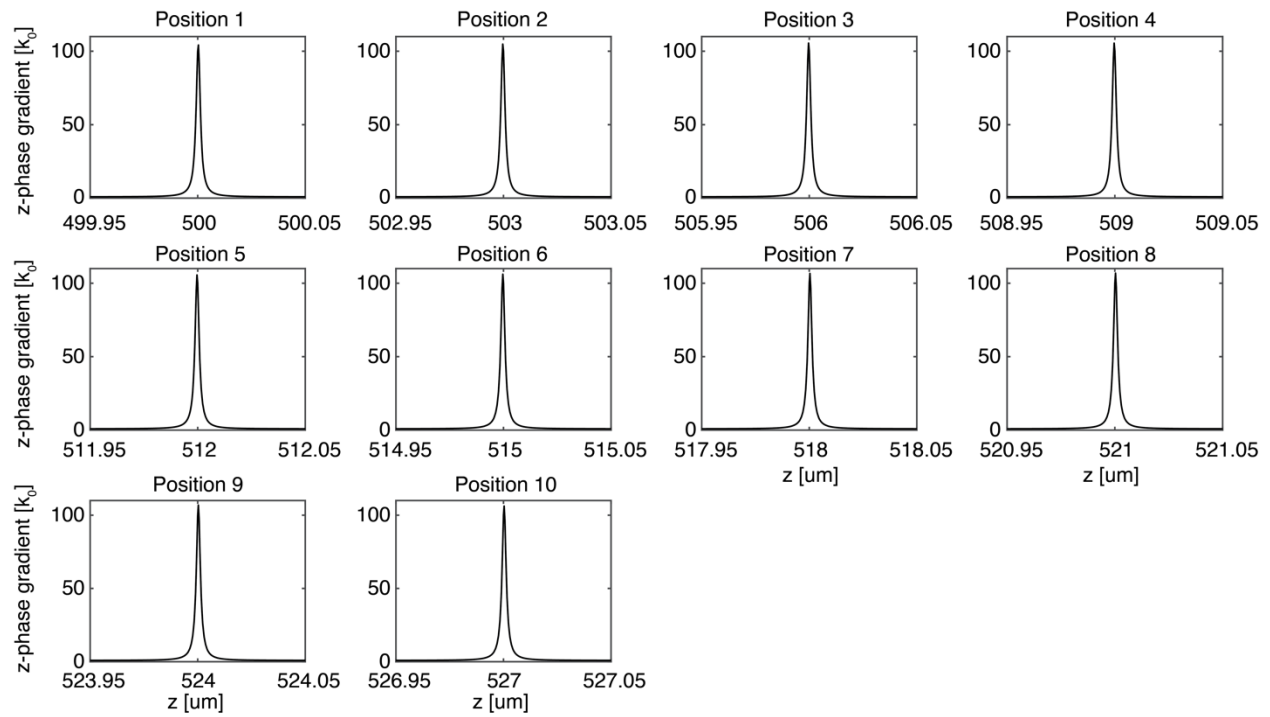 Position 1 Position 2 Position 3 Position 4
z-phase gradient [k₀]
100 100 100 100
50 50 50 50
0 0 0 0
499.95 500 500.05 502.95 503 503.05 505.95 506 506.05 508.95 509 509.05
Position 5 Position 6 Position 7 Position 8
z-phase gradient [k₀]
100 100 100 100
50 50 50 50
0 0 0 0
511.95 512 512.05 514.95 515 515.05 517.95 518 518.05 520.95 521 521.05
z [um] z [um]
Position 9 Position 10
z-phase gradient [k₀]
100 100
50 50
0 0
523.95 524 524.05 526.95 527 527.05
z [um] z [um]